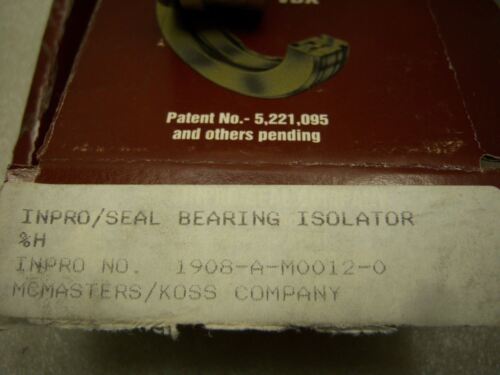 VBX
Patent No.- 5,221,095
and others pending
INPRO/SEAL BEARING ISOLATOR
%H
INPRO NO. 1908-A-M0012-0
MCMASTERS/KOSS COMPANY